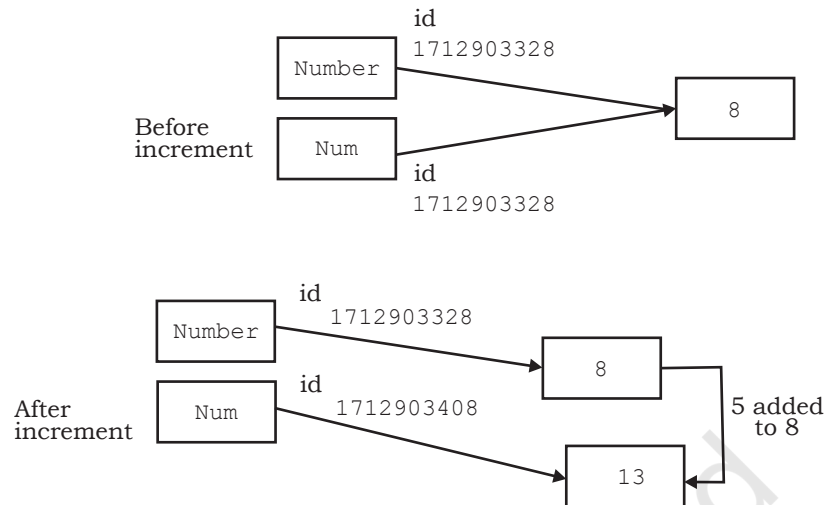 id
1712903328
Number
8
Before
increment
Num
id
1712903328
id
1712903328
Number
8
id
1712903408
After
increment
Num
5 added
to 8
13